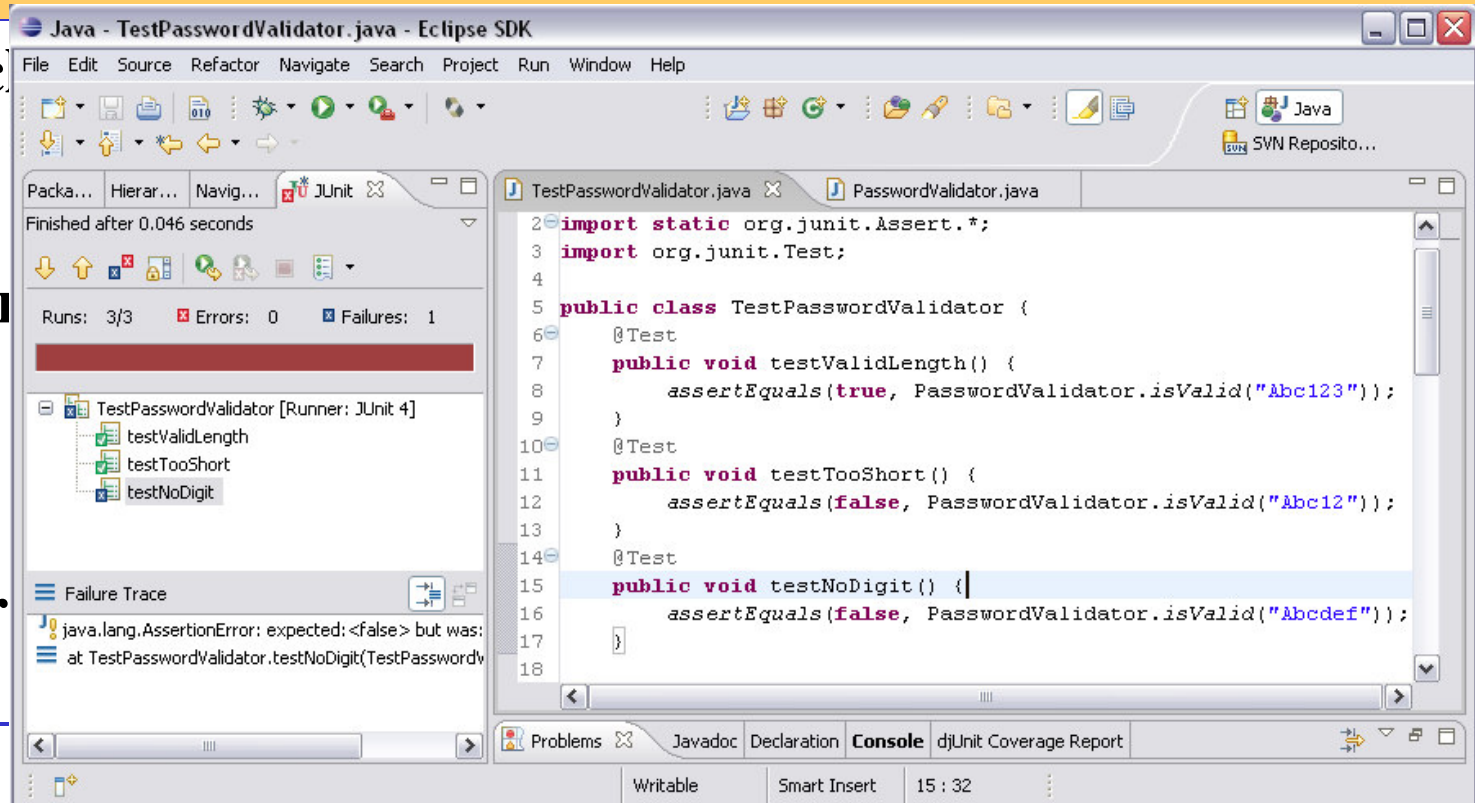 Java - TestPasswordValidator.java - Eclipse SDK
File Edit Source Refactor Navigate Search Project Run Window Help
010
Java
SVN SVN Reposito...
Packa... Hierar... Navig... JUnit
Finished after 0.046 seconds
Runs: 3/3 Errors: 0 Failures: 1
TestPasswordValidator [Runner: JUnit 4]
testValidLength
testTooShort
testNoDigit
Failure Trace
java.lang.AssertionError: expected:<false> but was:
at TestPasswordValidator.testNoDigit(TestPassword
TestPasswordValidator.java PasswordValidator.java
2 import static org.junit.Assert.*;
3 import org.junit.Test;
4
5 public class TestPasswordValidator {
6 @Test
7 public void testValidLength() {
8 assertEquals(true, PasswordValidator.isValid("Abc123"));
9 }
10 @Test
11 public void testTooShort() {
12 assertEquals(false, PasswordValidator.isValid("Abc12"));
13 }
14 @Test
15 public void testNoDigit() {
16 assertEquals(false, PasswordValidator.isValid("Abcdef"));
17 }
18
Problems Javadoc Declaration Console djUnit Coverage Report
Writable Smart Insert 15 : 32